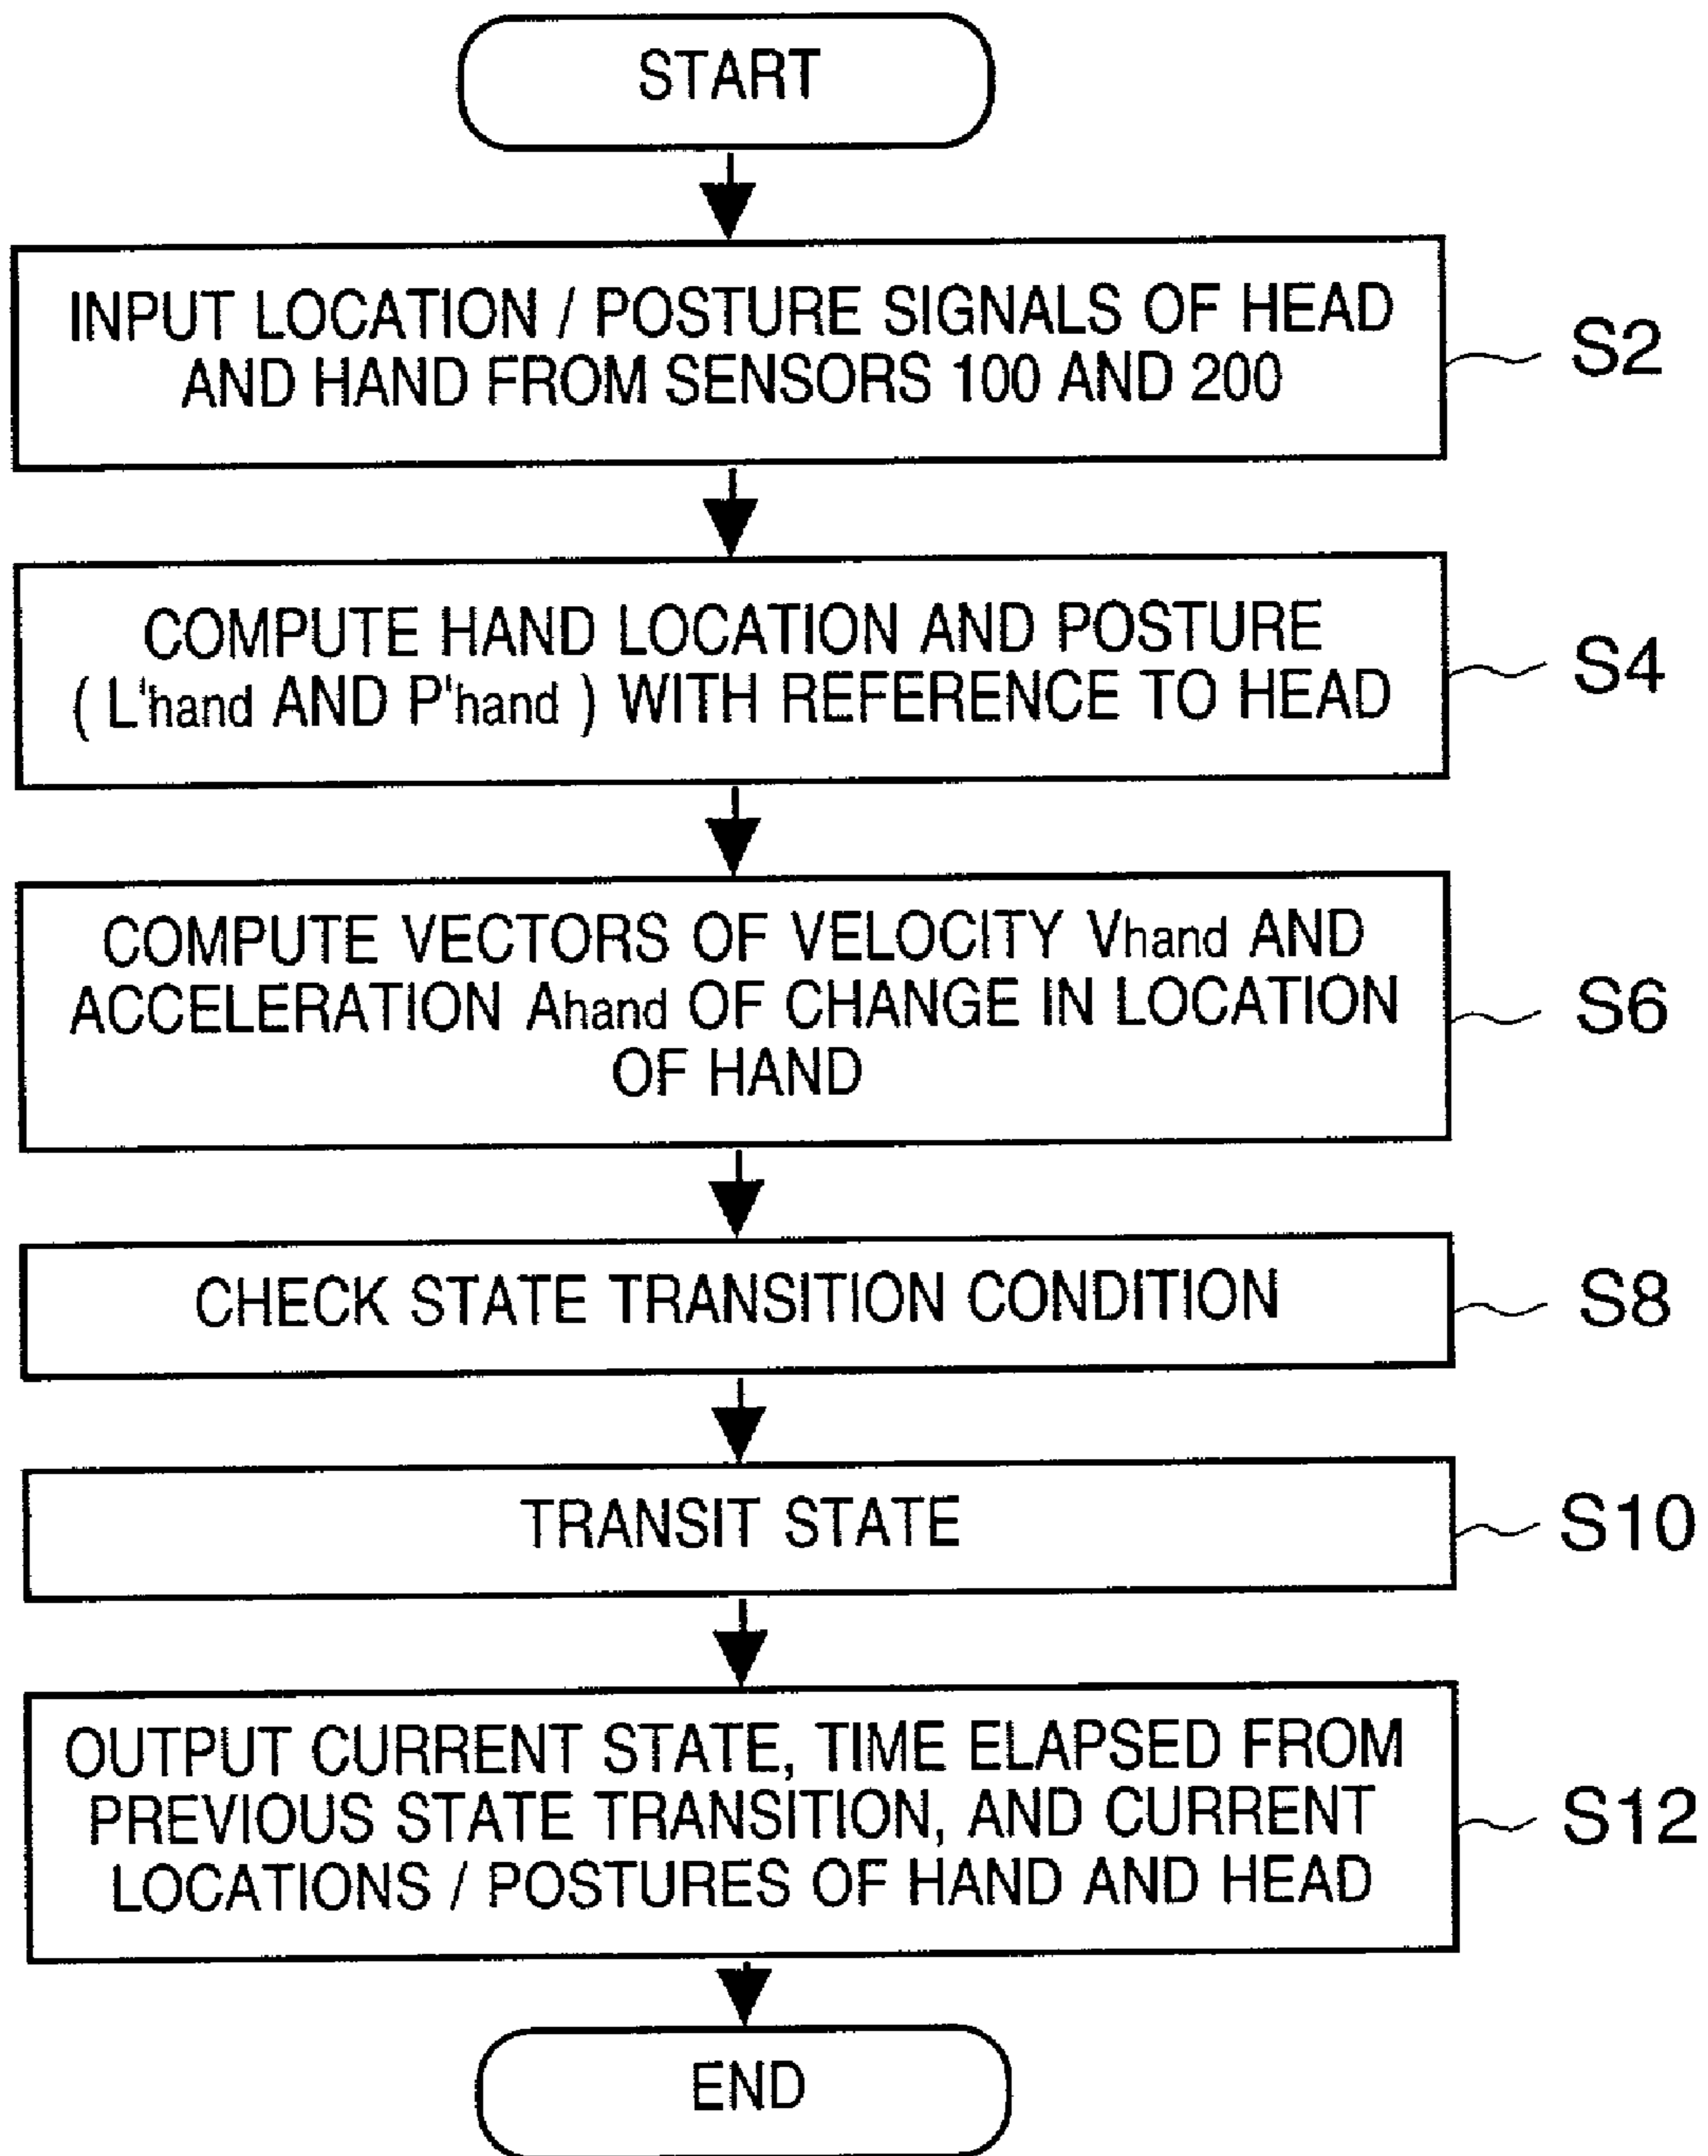 START
INPUT LOCATION / POSTURE SIGNALS OF HEAD
AND HAND FROM SENSORS 100 AND 200
S2
COMPUTE HAND LOCATION AND POSTURE
( L'hand AND P'hand ) WITH REFERENCE TO HEAD
S4
COMPUTE VECTORS OF VELOCITY Vhand AND
ACCELERATION Ahand OF CHANGE IN LOCATION
OF HAND
S6
CHECK STATE TRANSITION CONDITION
S8
TRANSIT STATE
S10
OUTPUT CURRENT STATE, TIME ELAPSED FROM
PREVIOUS STATE TRANSITION, AND CURRENT
LOCATIONS / POSTURES OF HAND AND HEAD
S12
END